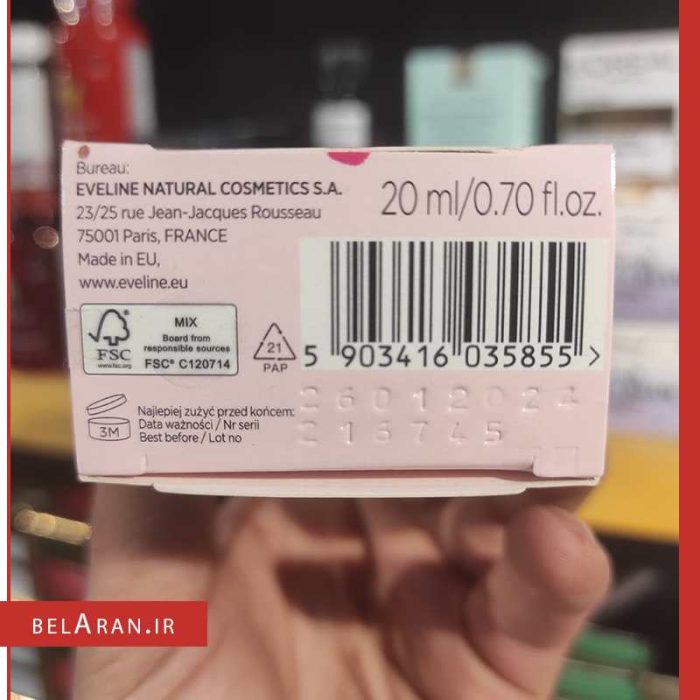 Bureau:
EVELINE NATURAL COSMETICS S.A.
23/25 rue Jean-Jacques Rousseau
75001 Paris, FRANCE
Made in EU,
www.eveline.eu
20 ml/0.70 fl.oz.
FSC
www.fsc.org
MIX
Board from
responsible sources
FSC® C120714
21
PAP
5 903416 035855 >
3M
Najlepiej zużyć przed końcem:
Data ważności / Nr serii
Best before / Lot no
26012024
216745
BELARAN.IR